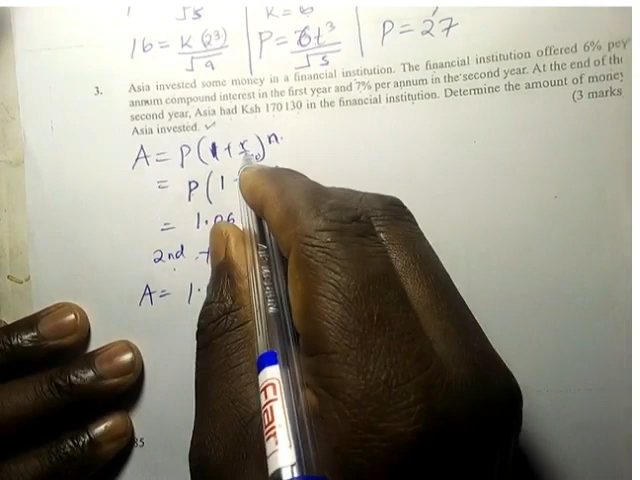 √5
K = 6
16 = K(2³)/√9
P = 6t³/√s
P = 27
3. Asia invested some money in a financial institution. The financial institution offered 6% per
annum compound interest in the first year and 7% per annum in the second year. At the end of the
second year, Asia had Ksh 170 130 in the financial institution. Determine the amount of money
Asia invested. ✓
(3 marks
A = P(1 + r/100)ⁿ.
= P(1
= 1.06
2nd
A = 1.
Flair